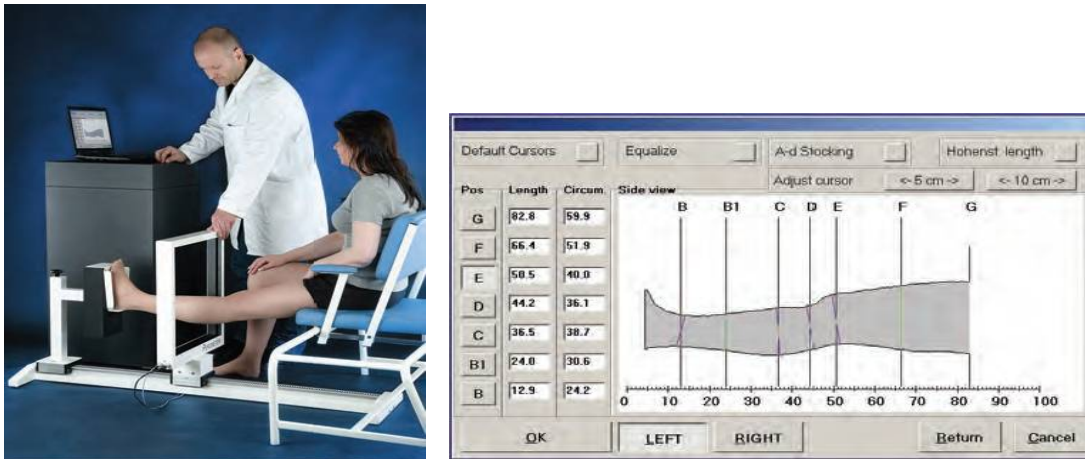 Default Cursors Equalize A-d Stocking Hohenst. length
Adjust cursor <- 5 cm -> <- 10 cm ->
Pos Length Circum. Side view
B B1 C D E F G
G 82.8 59.9
F 66.4 51.9
E 50.5 40.0
D 44.2 36.1
C 36.5 38.7
B1 24.0 30.6
B 12.9 24.2
0 10 20 30 40 50 60 70 80 90 100
OK LEFT RIGHT Return Cancel